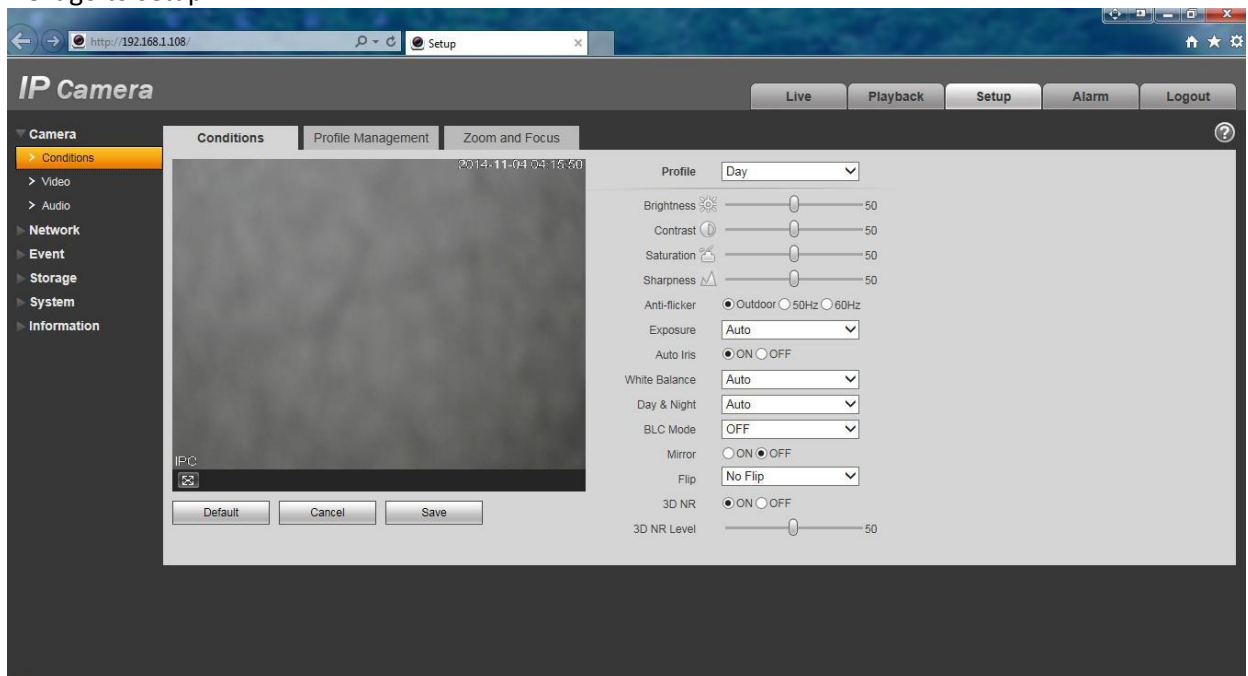 http://192.168.1.108/
Setup
IP Camera
Live
Playback
Setup
Alarm
Logout
Camera
Conditions
Video
Audio
Network
Event
Storage
System
Information
Conditions
Profile Management
Zoom and Focus
2014-11-04 04:15:50
IPC
Default
Cancel
Save
Profile Day
Brightness 50
Contrast 50
Saturation 50
Sharpness 50
Anti-flicker Outdoor 50Hz 60Hz
Exposure Auto
Auto Iris ON OFF
White Balance Auto
Day & Night Auto
BLC Mode OFF
Mirror ON OFF
Flip No Flip
3D NR ON OFF
3D NR Level 50